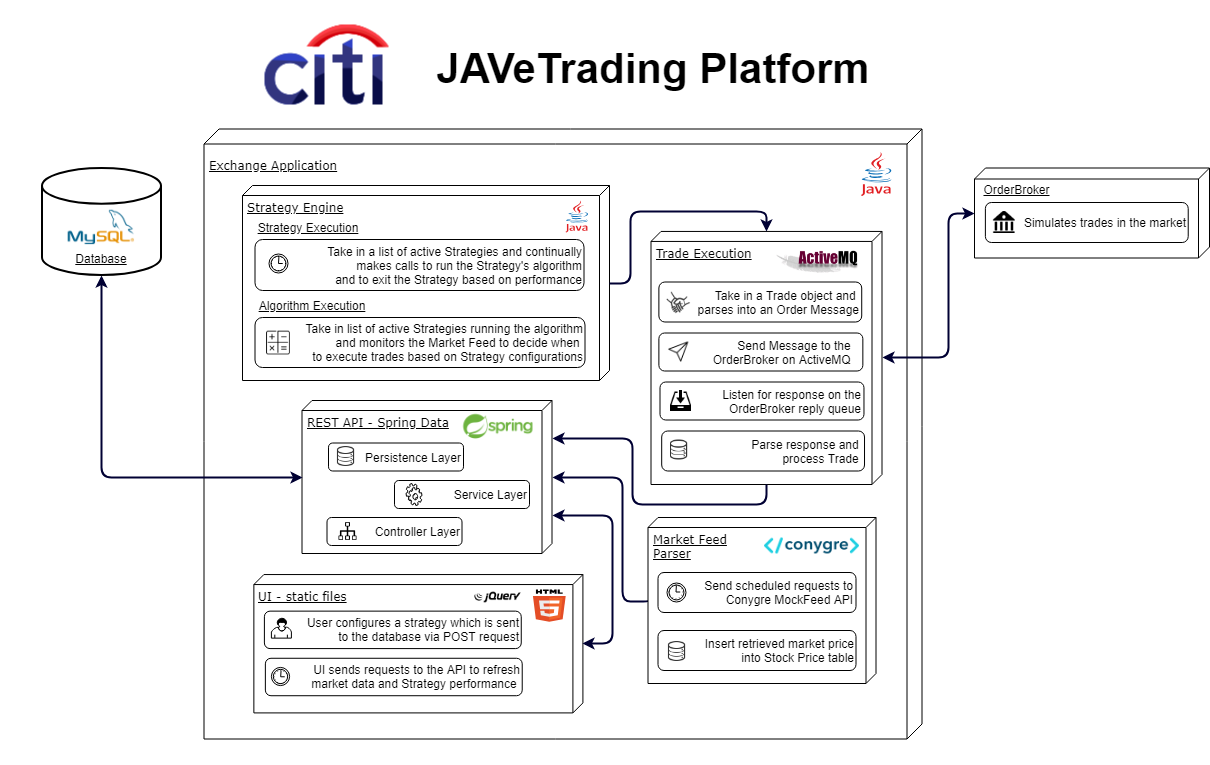 citi
JAVeTrading Platform
Exchange Application
Java
MySQL
Database
Strategy Engine
Java
Strategy Execution
Take in a list of active Strategies and continually
makes calls to run the Strategy's algorithm
and to exit the Strategy based on performance
Algorithm Execution
Take in list of active Strategies running the algorithm
and monitors the Market Feed to decide when
to execute trades based on Strategy configurations
Trade Execution
ActiveMQ
Take in a Trade object and
parses into an Order Message
Send Message to the
OrderBroker on ActiveMQ
Listen for response on the
OrderBroker reply queue
Parse response and
process Trade
OrderBroker
Simulates trades in the market
REST API - Spring Data
spring
Persistence Layer
Service Layer
Controller Layer
Market Feed
Parser
</conygre>
Send scheduled requests to
Conygre MockFeed API
Insert retrieved market price
into Stock Price table
UI - static files
jQuery
HTML
5
User configures a strategy which is sent
to the database via POST request
UI sends requests to the API to refresh
market data and Strategy performance